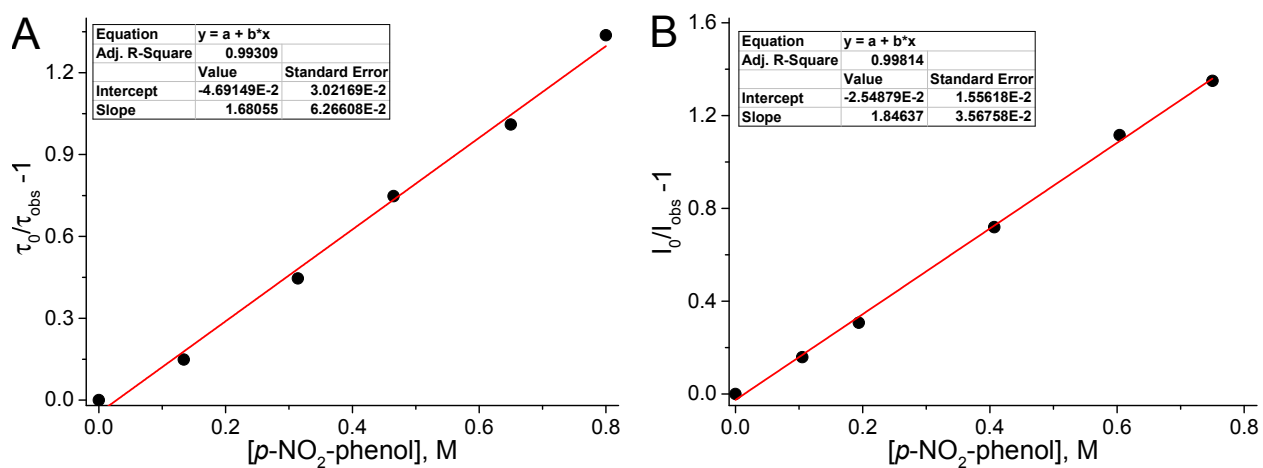 A
Equation y = a + b*x
Adj. R-Square 0.99309
Value Standard Error
Intercept -4.69149E-2 3.02169E-2
Slope 1.68055 6.26608E-2
1.2
0.9
0.6
0.3
0.0
τ₀/τobs -1
0.0 0.2 0.4 0.6 0.8
[p-NO₂-phenol], M
B
Equation y = a + b*x
Adj. R-Square 0.99814
Value Standard Error
Intercept -2.54879E-2 1.55618E-2
Slope 1.84637 3.56758E-2
1.6
1.2
0.8
0.4
0.0
I₀/Iobs -1
0.0 0.2 0.4 0.6 0.8
[p-NO₂-phenol], M